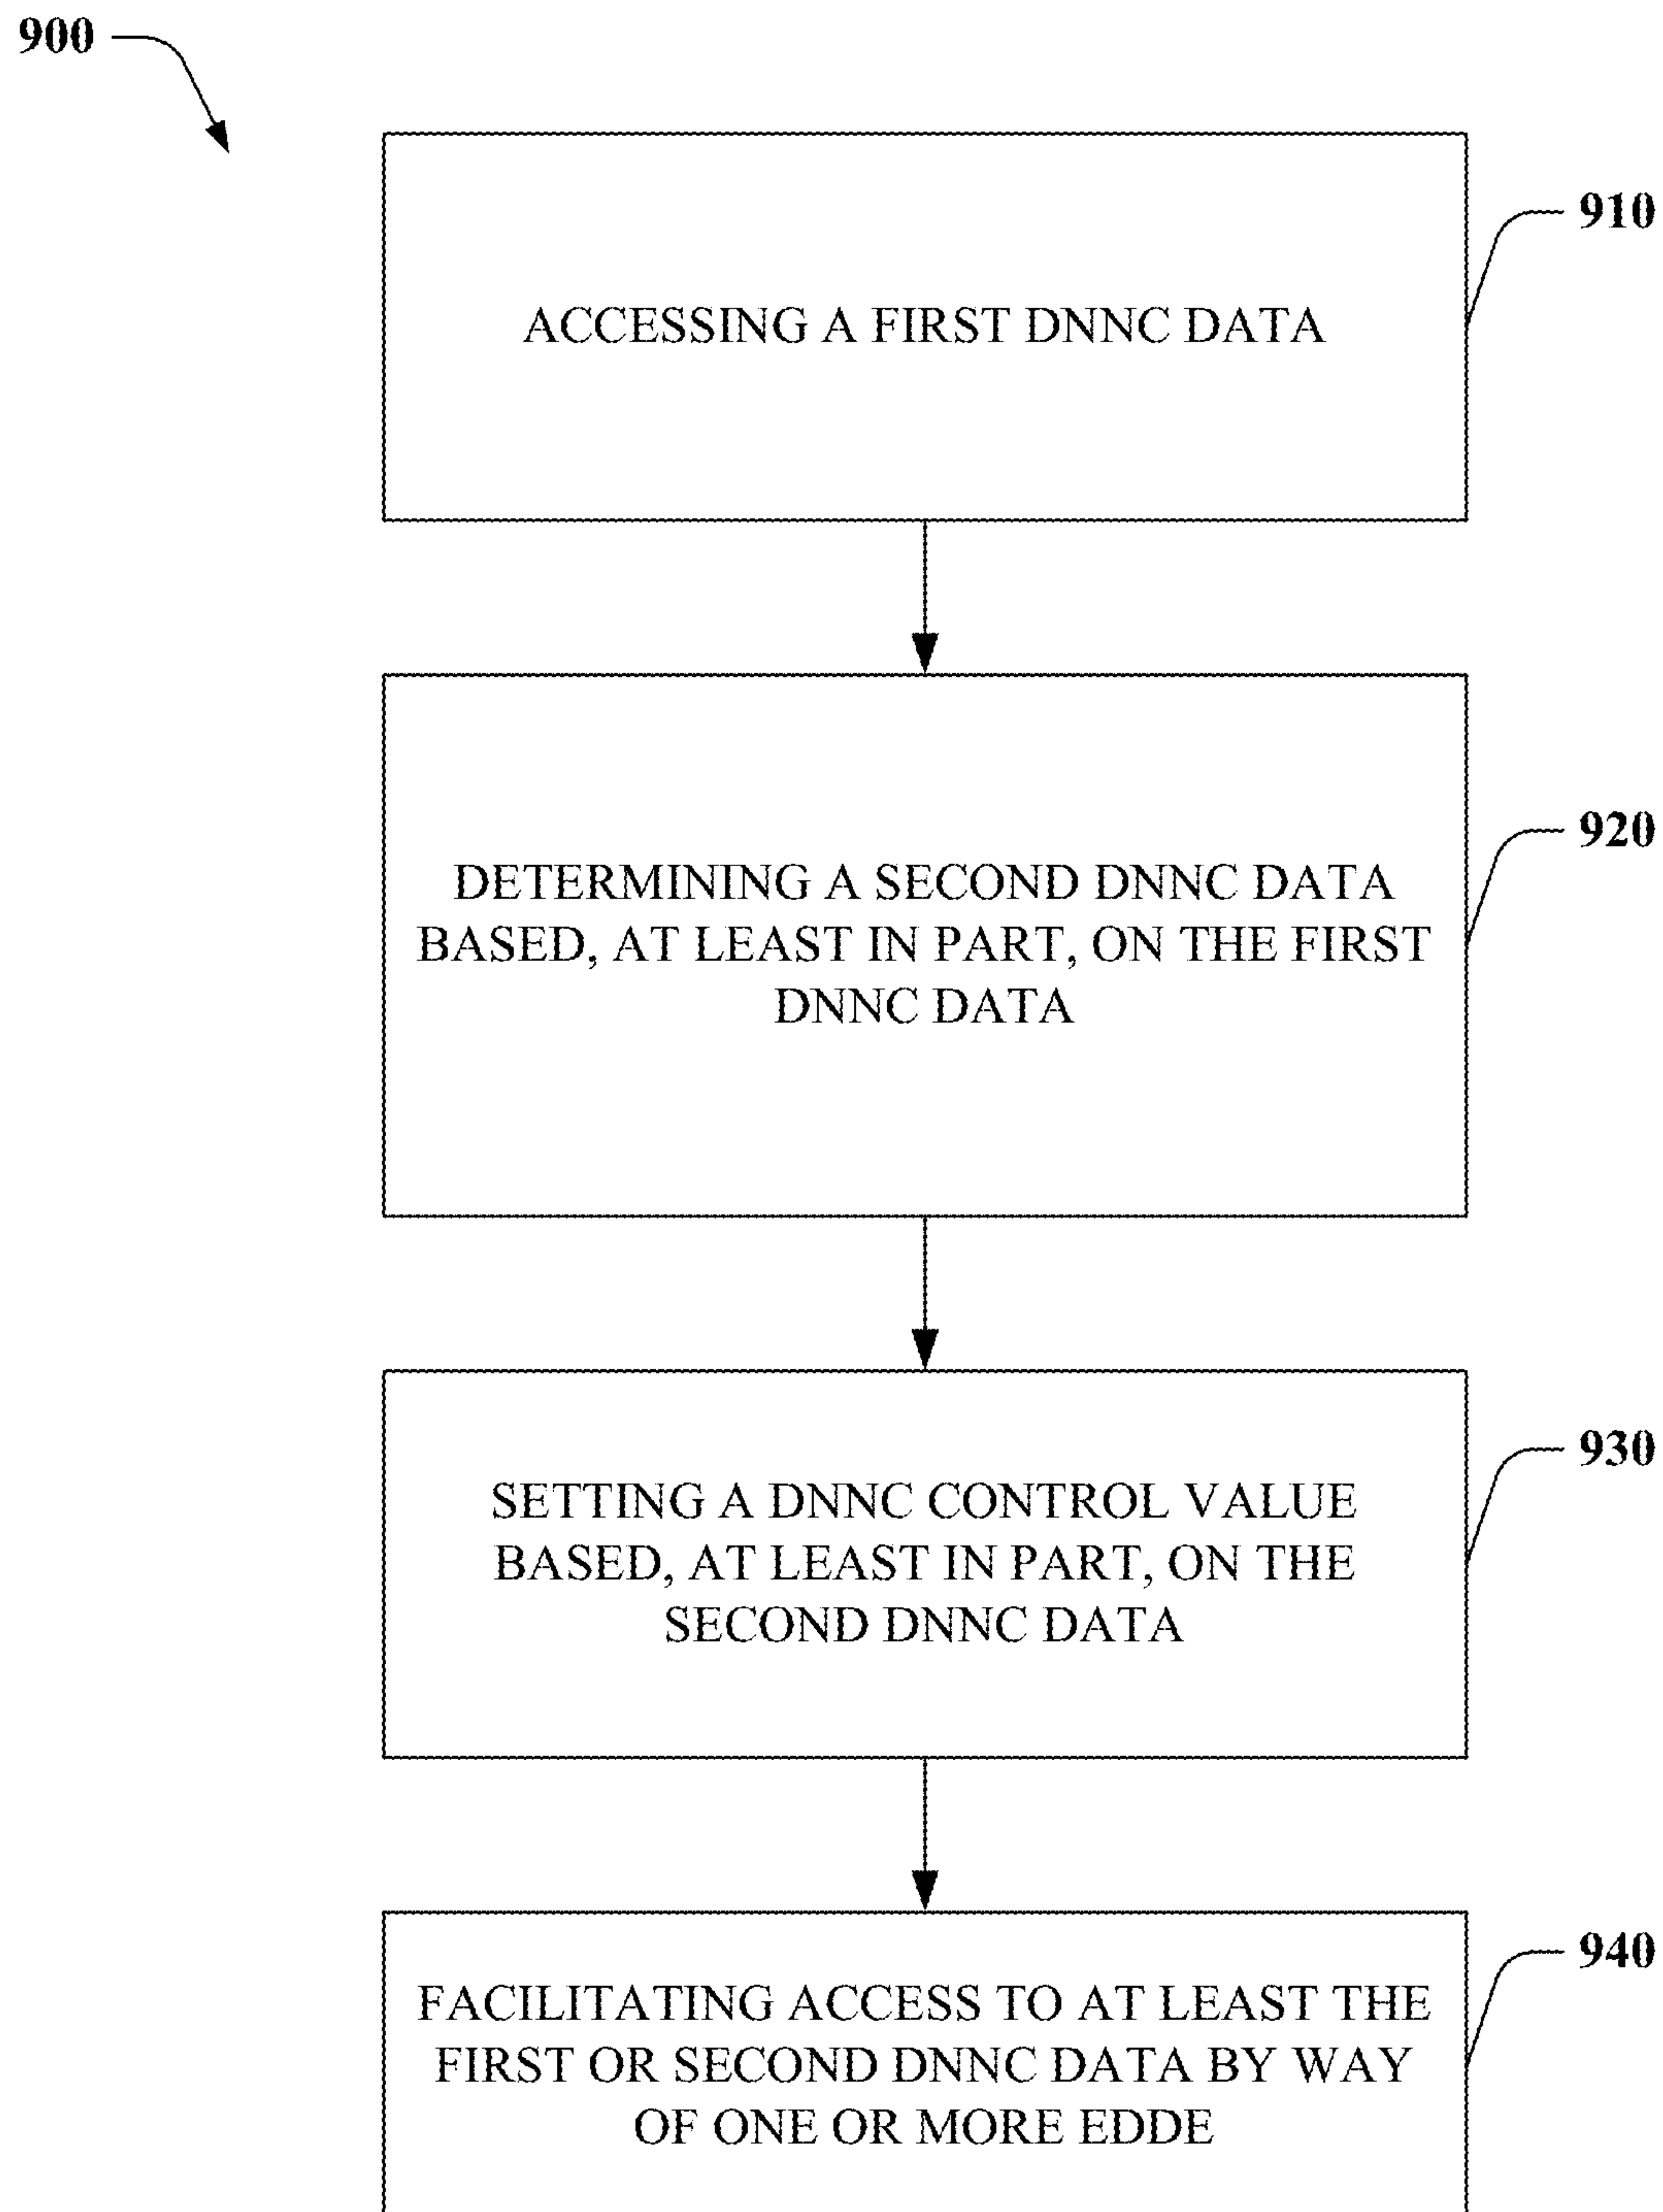 900
910
ACCESSING A FIRST DNNC DATA
920
DETERMINING A SECOND DNNC DATA
BASED, AT LEAST IN PART, ON THE FIRST
DNNC DATA
930
SETTING A DNNC CONTROL VALUE
BASED, AT LEAST IN PART, ON THE
SECOND DNNC DATA
940
FACILITATING ACCESS TO AT LEAST THE
FIRST OR SECOND DNNC DATA BY WAY
OF ONE OR MORE EDDE